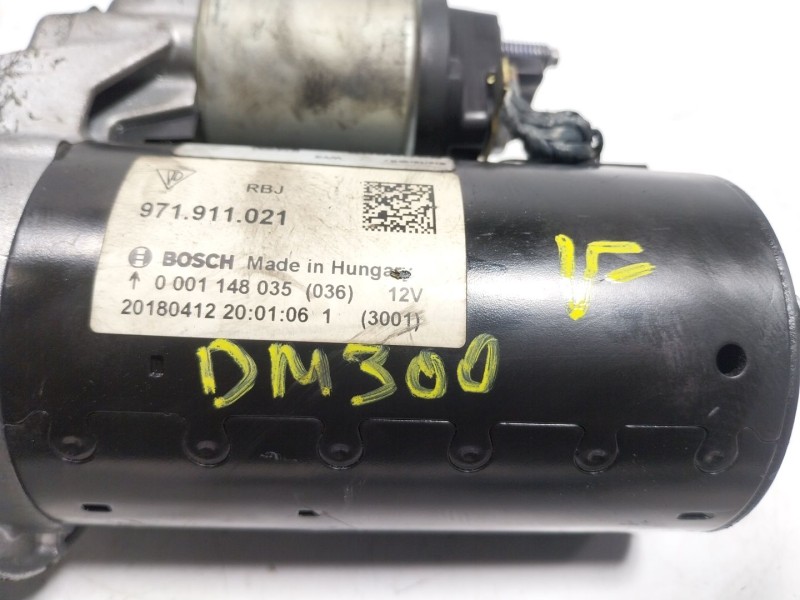 RBJ
971.911.021
BOSCH Made in Hungary
↑ 0 001 148 035 (036) 12V
20180412 20:01:06 1 (3001)
DM300